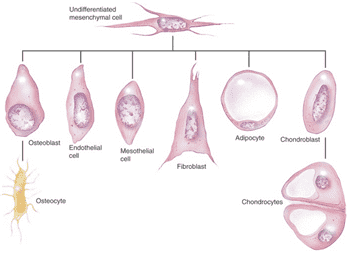 Undifferentiated
mesenchymal cell
Osteoblast
Endothelial
cell
Mesothelial
cell
Fibroblast
Adipocyte
Chondroblast
Osteocyte
Chondrocytes